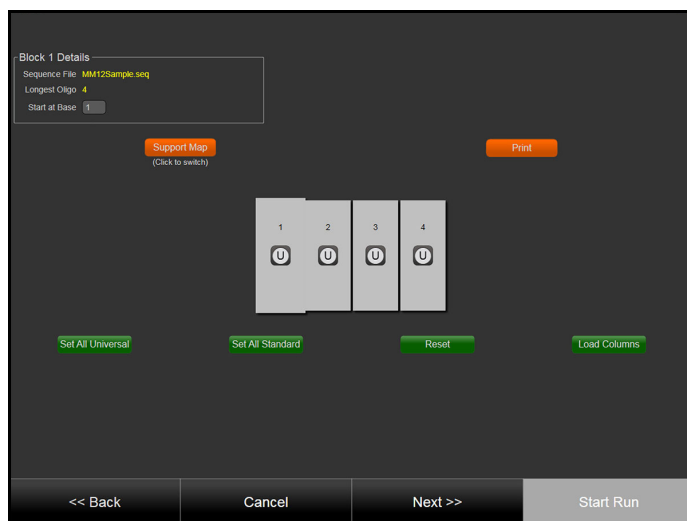 Block 1 Details
Sequence File MM12Sample.seq
Longest Oligo 4
Start at Base 1
Support Map Print
(Click to switch)
1 2 3 4
U U U U
Set All Universal Set All Standard Reset Load Columns
<< Back Cancel Next >> Start Run